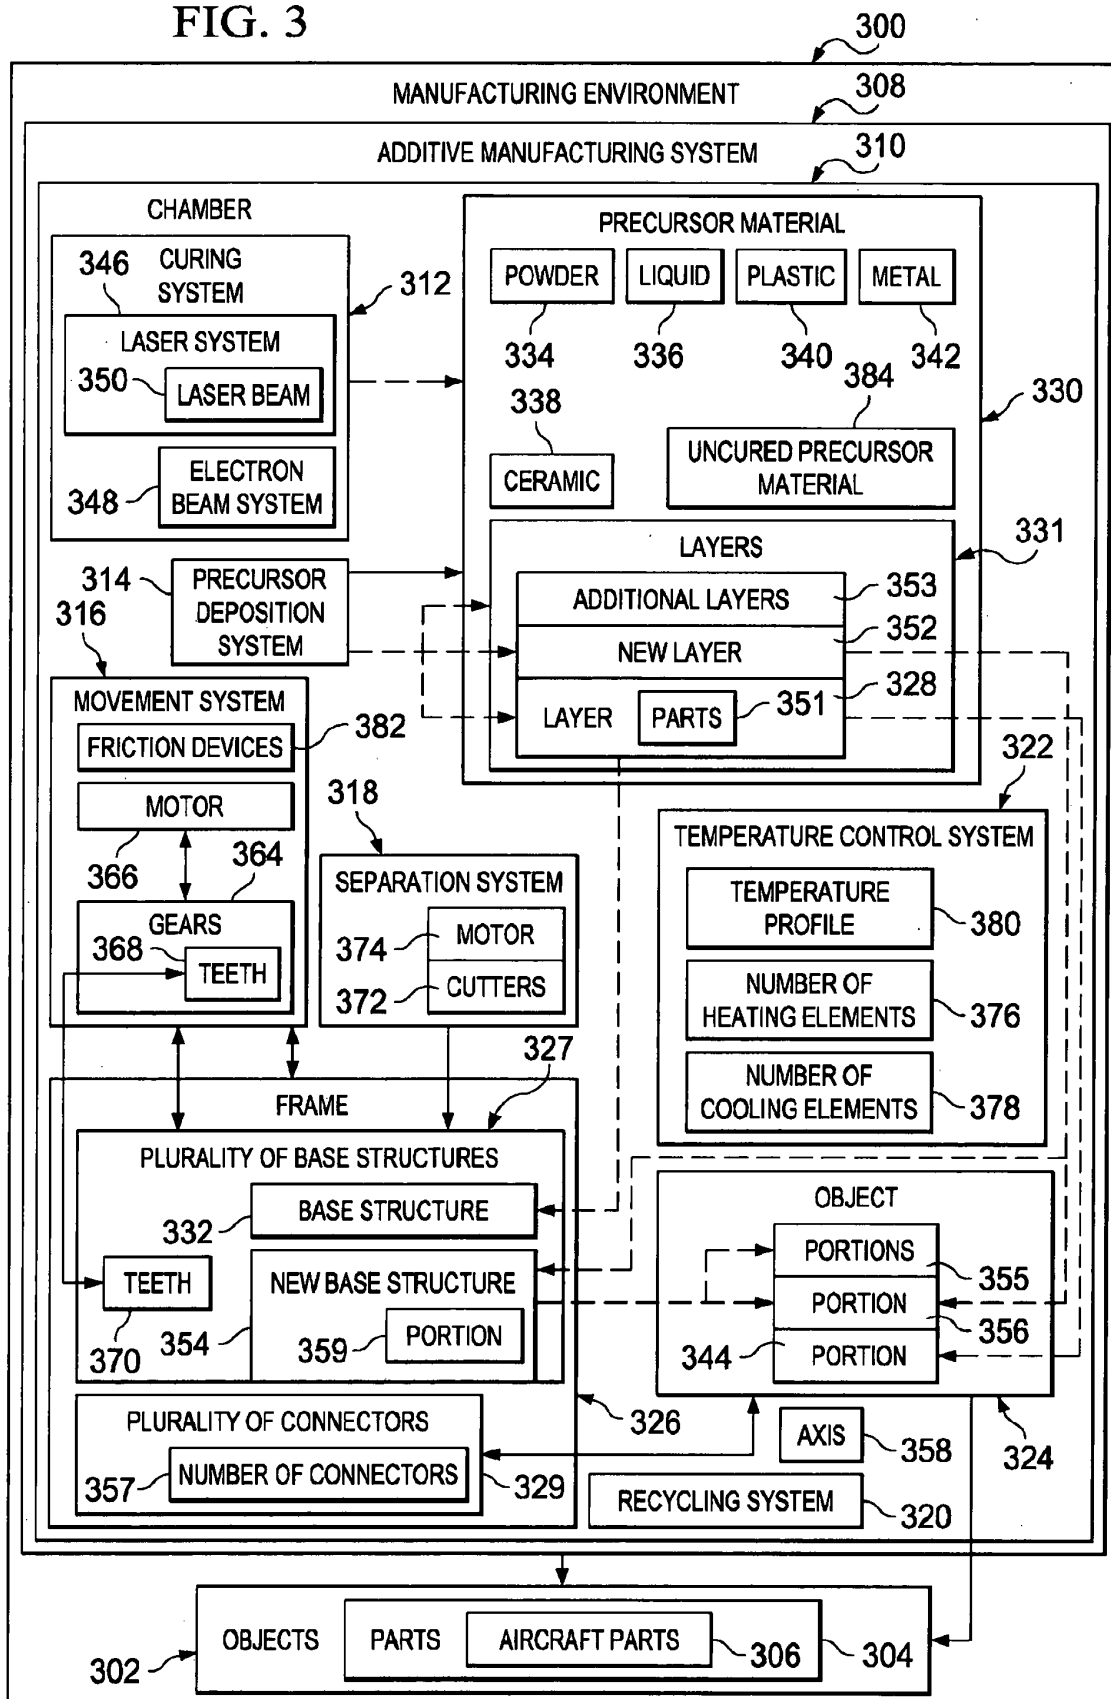 FIG. 3
300
MANUFACTURING ENVIRONMENT
308
ADDITIVE MANUFACTURING SYSTEM
310
CHAMBER
CURING
SYSTEM
346
312
LASER SYSTEM
350
LASER BEAM
ELECTRON
BEAM SYSTEM
348
PRECURSOR MATERIAL
POWDER
LIQUID
PLASTIC
METAL
334
336
340
342
338
384
330
CERAMIC
UNCURED PRECURSOR
MATERIAL
331
LAYERS
ADDITIONAL LAYERS
353
352
NEW LAYER
328
LAYER
PARTS
351
314
PRECURSOR
DEPOSITION
SYSTEM
316
MOVEMENT SYSTEM
FRICTION DEVICES
382
MOTOR
366
364
GEARS
368
TEETH
318
SEPARATION SYSTEM
374
MOTOR
372
CUTTERS
322
TEMPERATURE CONTROL SYSTEM
TEMPERATURE
PROFILE
380
NUMBER OF
HEATING ELEMENTS
376
NUMBER OF
COOLING ELEMENTS
378
327
FRAME
PLURALITY OF BASE STRUCTURES
332
BASE STRUCTURE
TEETH
370
NEW BASE STRUCTURE
354
359
PORTION
OBJECT
PORTIONS
355
PORTION
356
344
PORTION
326
324
PLURALITY OF CONNECTORS
357
NUMBER OF CONNECTORS
329
AXIS
358
RECYCLING SYSTEM
320
302
OBJECTS
PARTS
AIRCRAFT PARTS
306
304